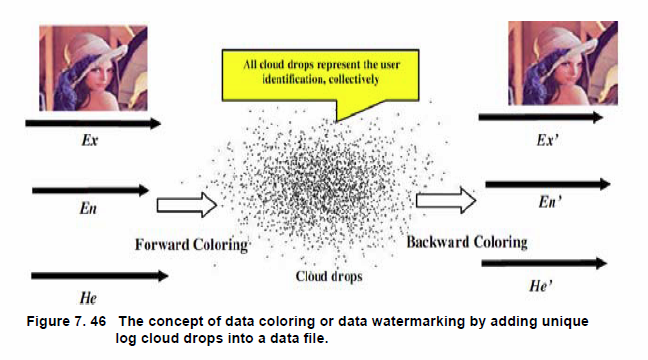 All cloud drops represent the user
identification, collectively
Ex
Ex’
En
En’
Forward Coloring
Backward Coloring
Cloud drops
He
He’
Figure 7. 46 The concept of data coloring or data watermarking by adding unique
log cloud drops into a data file.